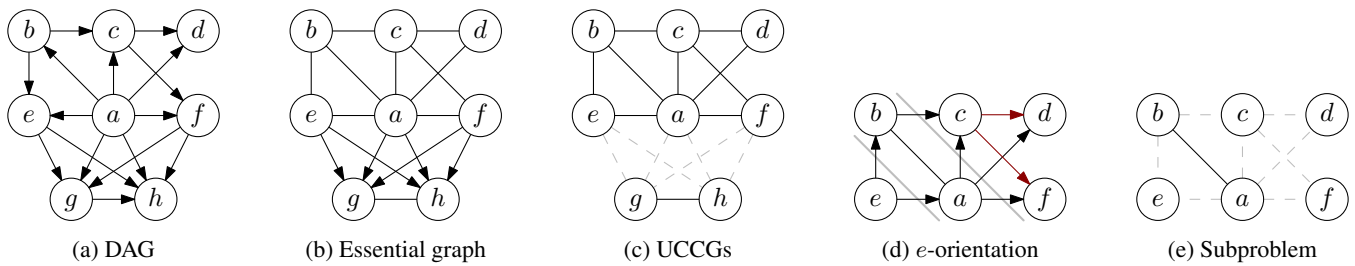 b c d b c d b c d
e a f e a f e a f b c d b c d
g h g h g h e a f e a f
(a) DAG (b) Essential graph (c) UCCGs (d) e-orientation (e) Subproblem